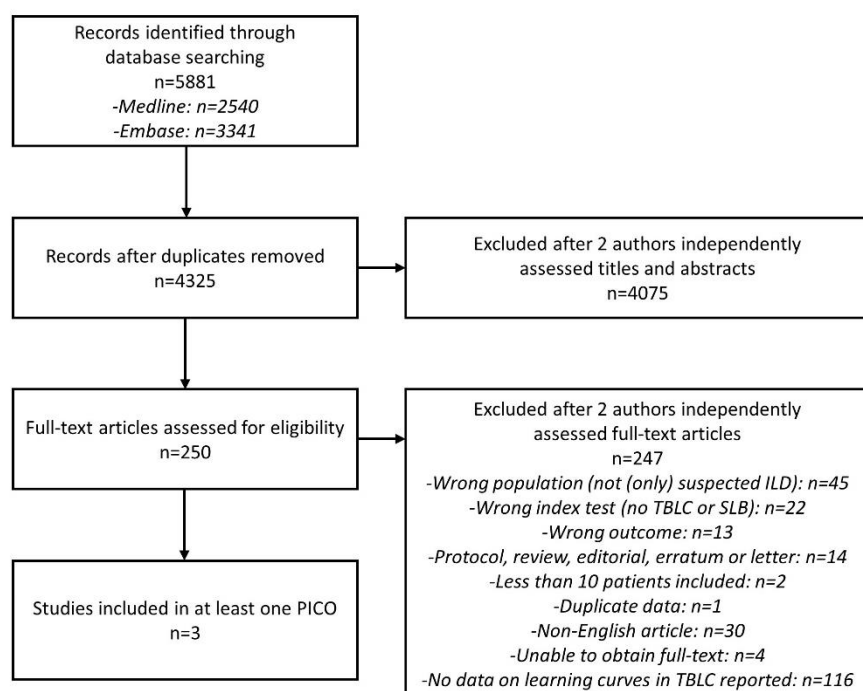 Records identified through
database searching
n=5881
-Medline: n=2540
-Embase: n=3341
Records after duplicates removed
n=4325
Excluded after 2 authors independently
assessed titles and abstracts
n=4075
Full-text articles assessed for eligibility
n=250
Excluded after 2 authors independently
assessed full-text articles
n=247
-Wrong population (not (only) suspected ILD): n=45
-Wrong index test (no TBLC or SLB): n=22
-Wrong outcome: n=13
-Protocol, review, editorial, erratum or letter: n=14
-Less than 10 patients included: n=2
-Duplicate data: n=1
-Non-English article: n=30
-Unable to obtain full-text: n=4
-No data on learning curves in TBLC reported: n=116
Studies included in at least one PICO
n=3